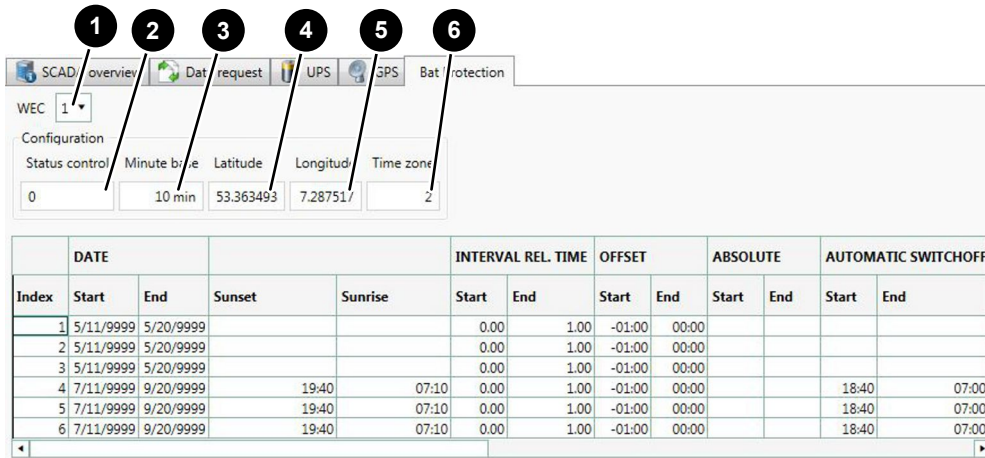 1 2 3 4 5 6
SCADA overview Data request UPS GPS Bat Protection
WEC 1
Configuration
Status control Minute base Latitude Longitude Time zone
0 10 min 53.363493 7.287517 2
DATE INTERVAL REL. TIME OFFSET ABSOLUTE AUTOMATIC SWITCHOFF
Index Start End Sunset Sunrise Start End Start End Start End Start End
1 5/11/9999 5/20/9999 0.00 1.00 -01:00 00:00
2 5/11/9999 5/20/9999 0.00 1.00 -01:00 00:00
3 5/11/9999 5/20/9999 0.00 1.00 -01:00 00:00
4 7/11/9999 9/20/9999 19:40 07:10 0.00 1.00 -01:00 00:00 18:40 07:00
5 7/11/9999 9/20/9999 19:40 07:10 0.00 1.00 -01:00 00:00 18:40 07:00
6 7/11/9999 9/20/9999 19:40 07:10 0.00 1.00 -01:00 00:00 18:40 07:00